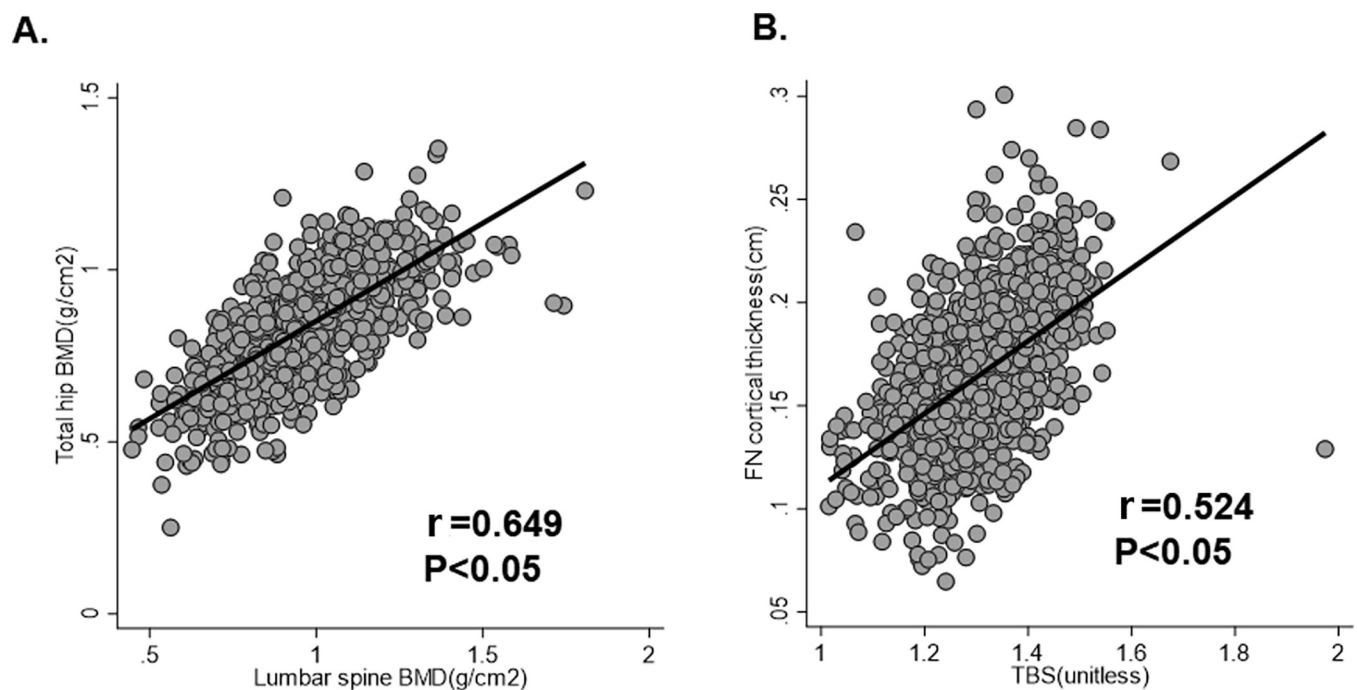 A.
Total hip BMD(g/cm2)
1.5
1
.5
0
r =0.649
P<0.05
.5
1
1.5
2
Lumbar spine BMD(g/cm2)
B.
FN cortical thickness(cm)
.3
.25
.2
.15
.1
.05
r =0.524
P<0.05
1
1.2
1.4
1.6
1.8
2
TBS(unitless)